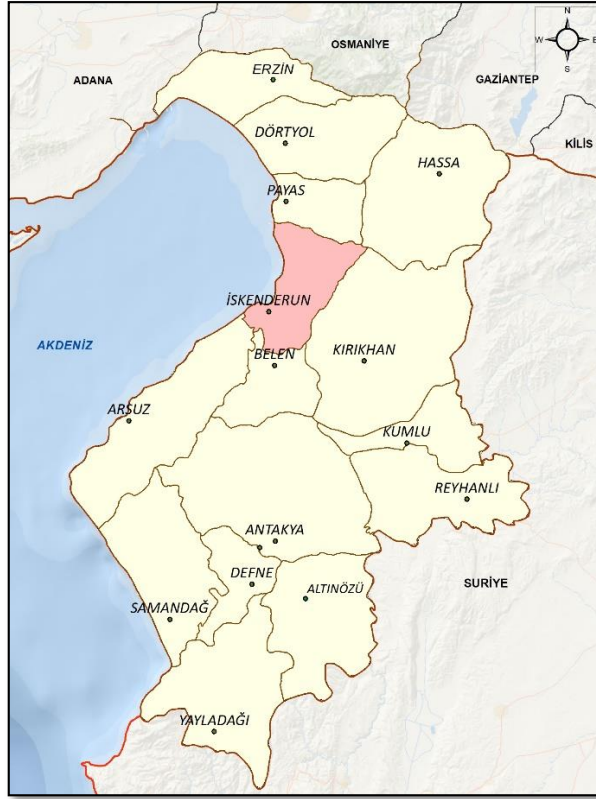 N
OSMANİYE
W
E
S
ADANA
ERZİN
GAZİANTEP
DÖRTYOL
KİLİS
HASSA
PAYAS
İSKENDERUN
AKDENİZ
BELEN
KIRIKHAN
ARSUZ
KUMLU
REYHANLI
ANTAKYA
DEFNE
SURİYE
ALTINÖZÜ
SAMANDAĞ
YAYLADAĞI